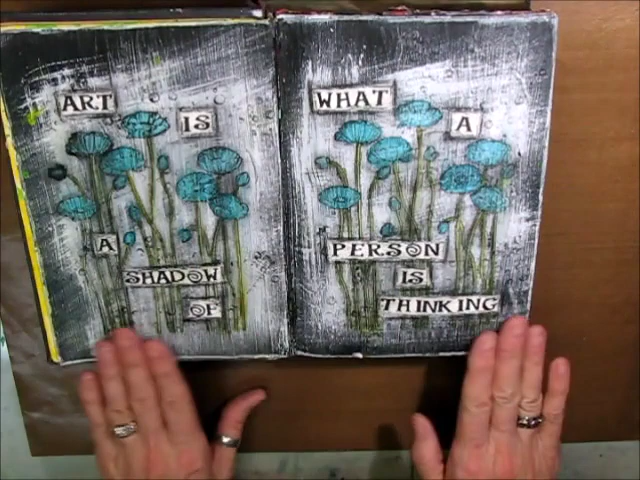 ART
IS
A
SHADOW
OF
WHAT
A
PERSON
IS
THINKING